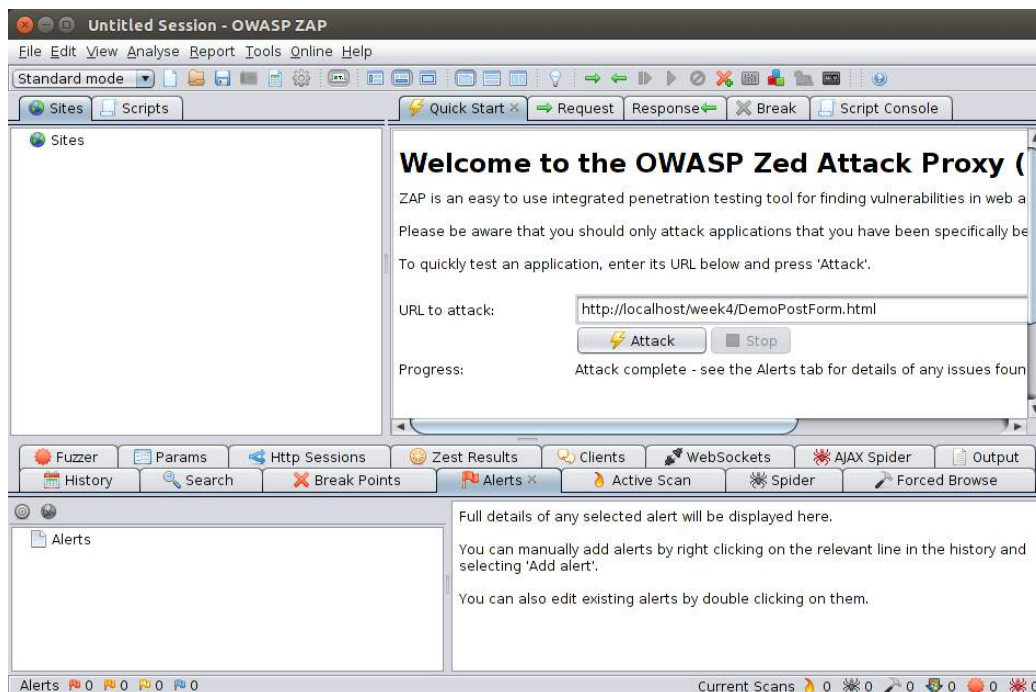 Untitled Session - OWASP ZAP
File Edit View Analyse Report Tools Online Help
Standard mode
Sites Scripts
Quick Start Request Response Break Script Console
Sites
Welcome to the OWASP Zed Attack Proxy (
ZAP is an easy to use integrated penetration testing tool for finding vulnerabilities in web a
Please be aware that you should only attack applications that you have been specifically be
To quickly test an application, enter its URL below and press 'Attack'.
URL to attack: http://localhost/week4/DemoPostForm.html
Attack Stop
Progress: Attack complete - see the Alerts tab for details of any issues foun
Fuzzer Params Http Sessions Zest Results Clients WebSockets AJAX Spider Output
History Search Break Points Alerts Active Scan Spider Forced Browse
Alerts
Full details of any selected alert will be displayed here.
You can manually add alerts by right clicking on the relevant line in the history and
selecting 'Add alert'.
You can also edit existing alerts by double clicking on them.
Alerts 0 0 0 0 Current Scans 0 0 0 0 0 0